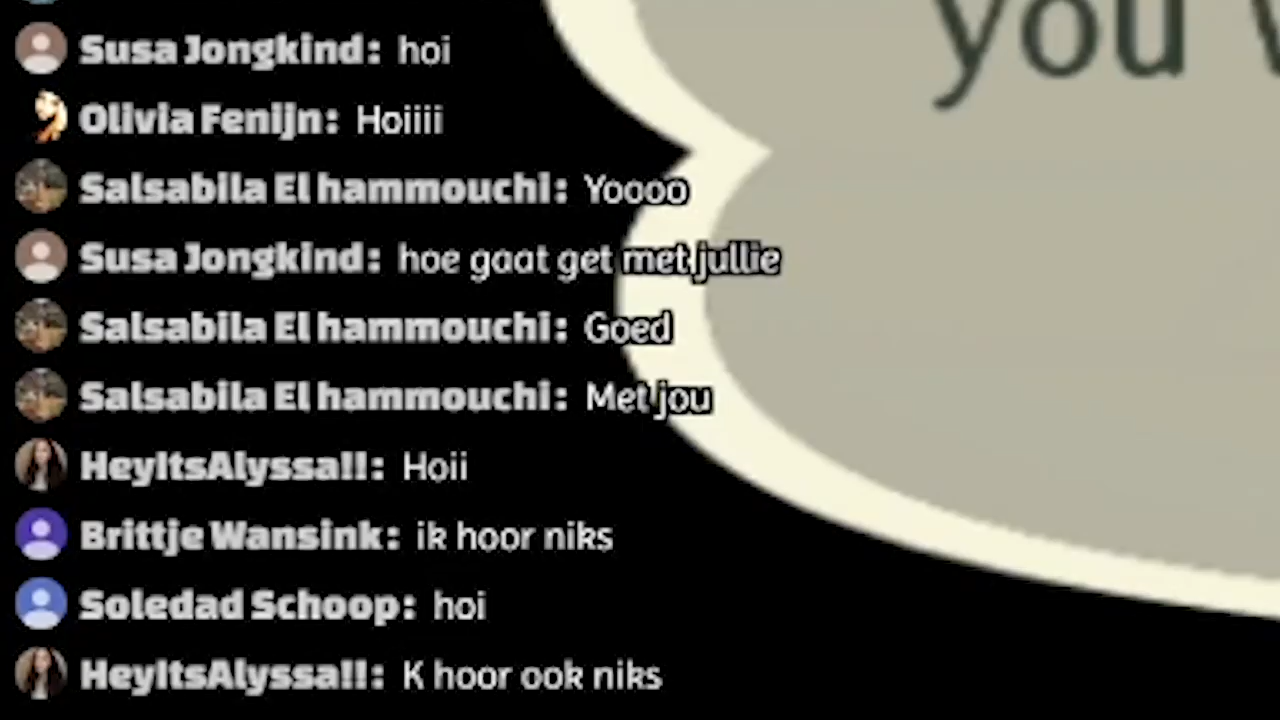 you
Susa Jongkind: hoi
Olivia Fenijn: Hoiiii
Salsabila El hammouchi: Yoooo
Susa Jongkind: hoe gaat get met jullie
Salsabila El hammouchi: Goed
Salsabila El hammouchi: Met jou
HeyItsAlyssa!!: Hoii
Brittje Wansink: ik hoor niks
Soledad Schoop: hoi
HeyItsAlyssa!!: K hoor ook niks